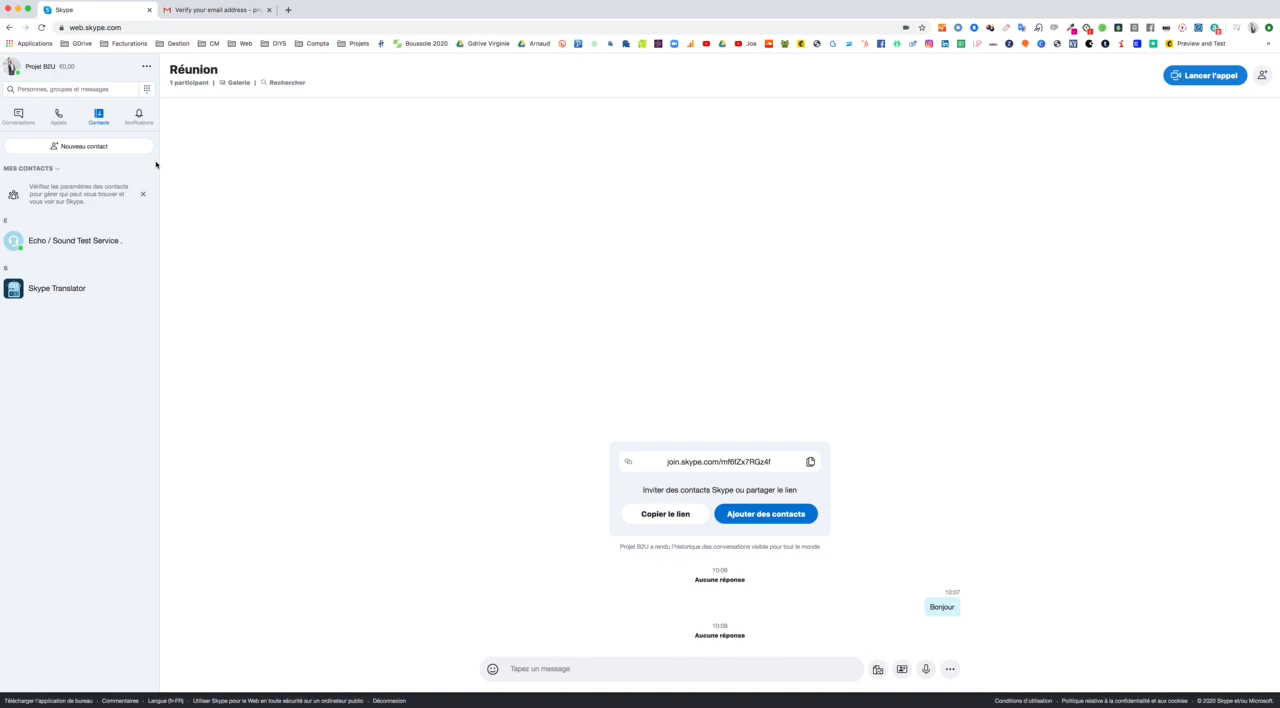 Skype
Verify your email address - pro
web.skype.com
Applications
GDrive
Facturations
Gestion
CM
Web
DIYS
Compta
Projets
Boussole 2020
Gdrive Virginie
Arnaud
Joa
Preview and Test
Projet B2U €0,00
Personnes, groupes et messages
Conversations
Appels
Contacts
Notifications
Nouveau contact
MES CONTACTS
Vérifiez les paramètres des contacts
pour gérer qui peut vous trouver et
vous voir sur Skype.
E
Echo / Sound Test Service .
S
Skype Translator
Réunion
1 participant | Galerie | Rechercher
Lancer l'appel
join.skype.com/mf6fZx7RGz4f
Inviter des contacts Skype ou partager le lien
Copier le lien
Ajouter des contacts
Projet B2U a rendu l'historique des conversations visible pour tout le monde
10:06
Aucune réponse
10:07
Bonjour
10:08
Aucune réponse
Tapez un message
Télécharger l'application de bureau | Commentaires | Langue (fr-FR) | Utiliser Skype pour le Web en toute sécurité sur un ordinateur public | Déconnexion
Conditions d'utilisation | Politique relative à la confidentialité et aux cookies · © 2020 Skype et/ou Microsoft.